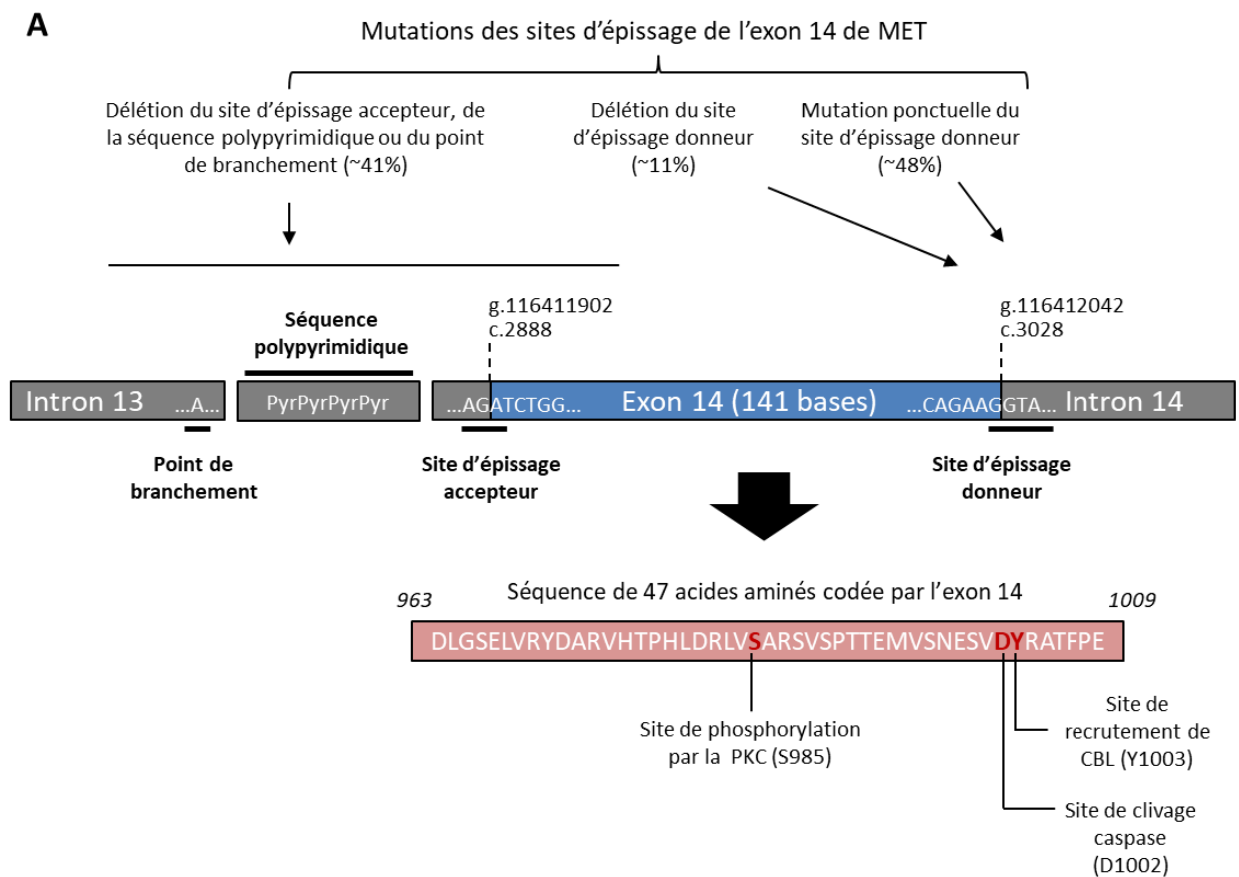 A
Mutations des sites d'épissage de l'exon 14 de MET
Délétion du site d'épissage accepteur, de
la séquence polypyrimidique ou du point
de branchement (~41%)
Délétion du site
d'épissage donneur
(~11%)
Mutation ponctuelle du
site d'épissage donneur
(~48%)
g.116411902
c.2888
g.116412042
c.3028
Séquence
polypyrimidique
Intron 13 ...A...
PyrPyrPyrPyr
...AGATCTGG... Exon 14 (141 bases) ...CAGAAGGTA... Intron 14
Point de
branchement
Site d'épissage
accepteur
Site d'épissage
donneur
963 Séquence de 47 acides aminés codée par l'exon 14 1009
DLGSELVRYDARVHTPHLDRLVSARSVSPTTEMVSNESVDYRATFPE
Site de phosphorylation
par la PKC (S985)
Site de
recrutement de
CBL (Y1003)
Site de clivage
caspase
(D1002)